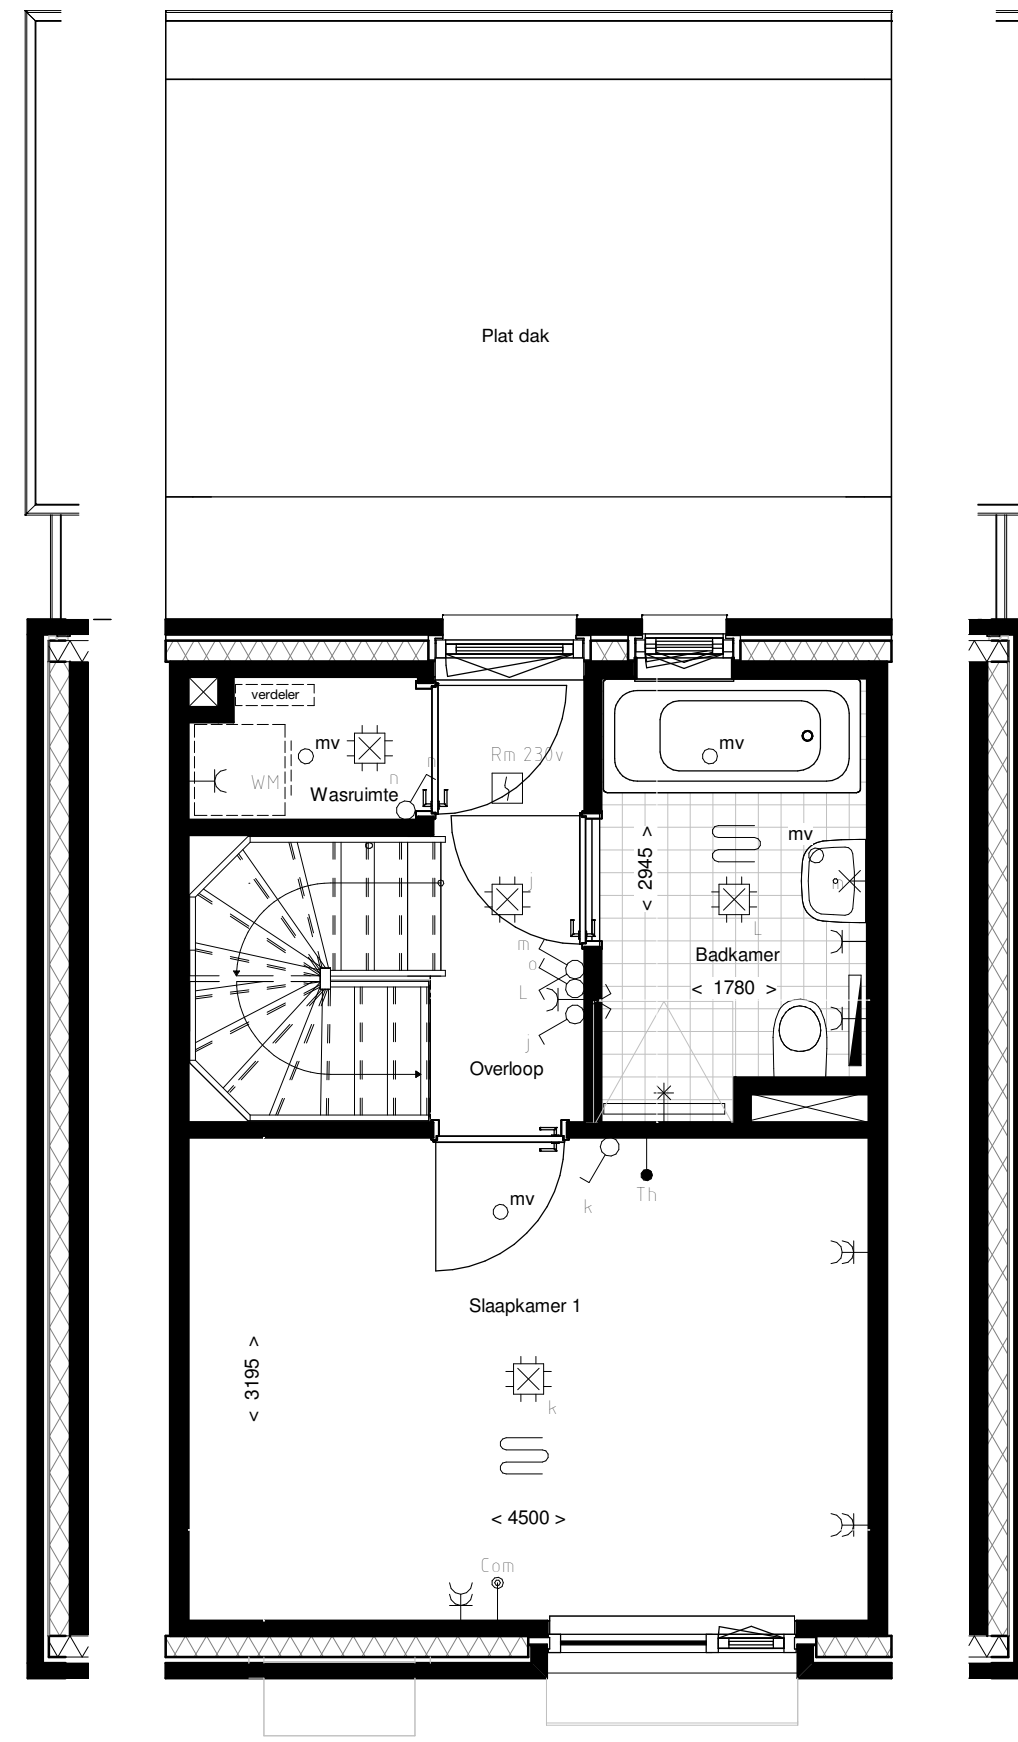 Plat dak
verdeler
mv
mv
Rm 230v
n
n
WM
Wasruimte
mv
< 2945 >
j
n
L
m
Badkamer
o
< 1780 >
L
j
Overloop
Th
k
mv
Slaapkamer 1
< 3195 >
k
< 4500 >
Com